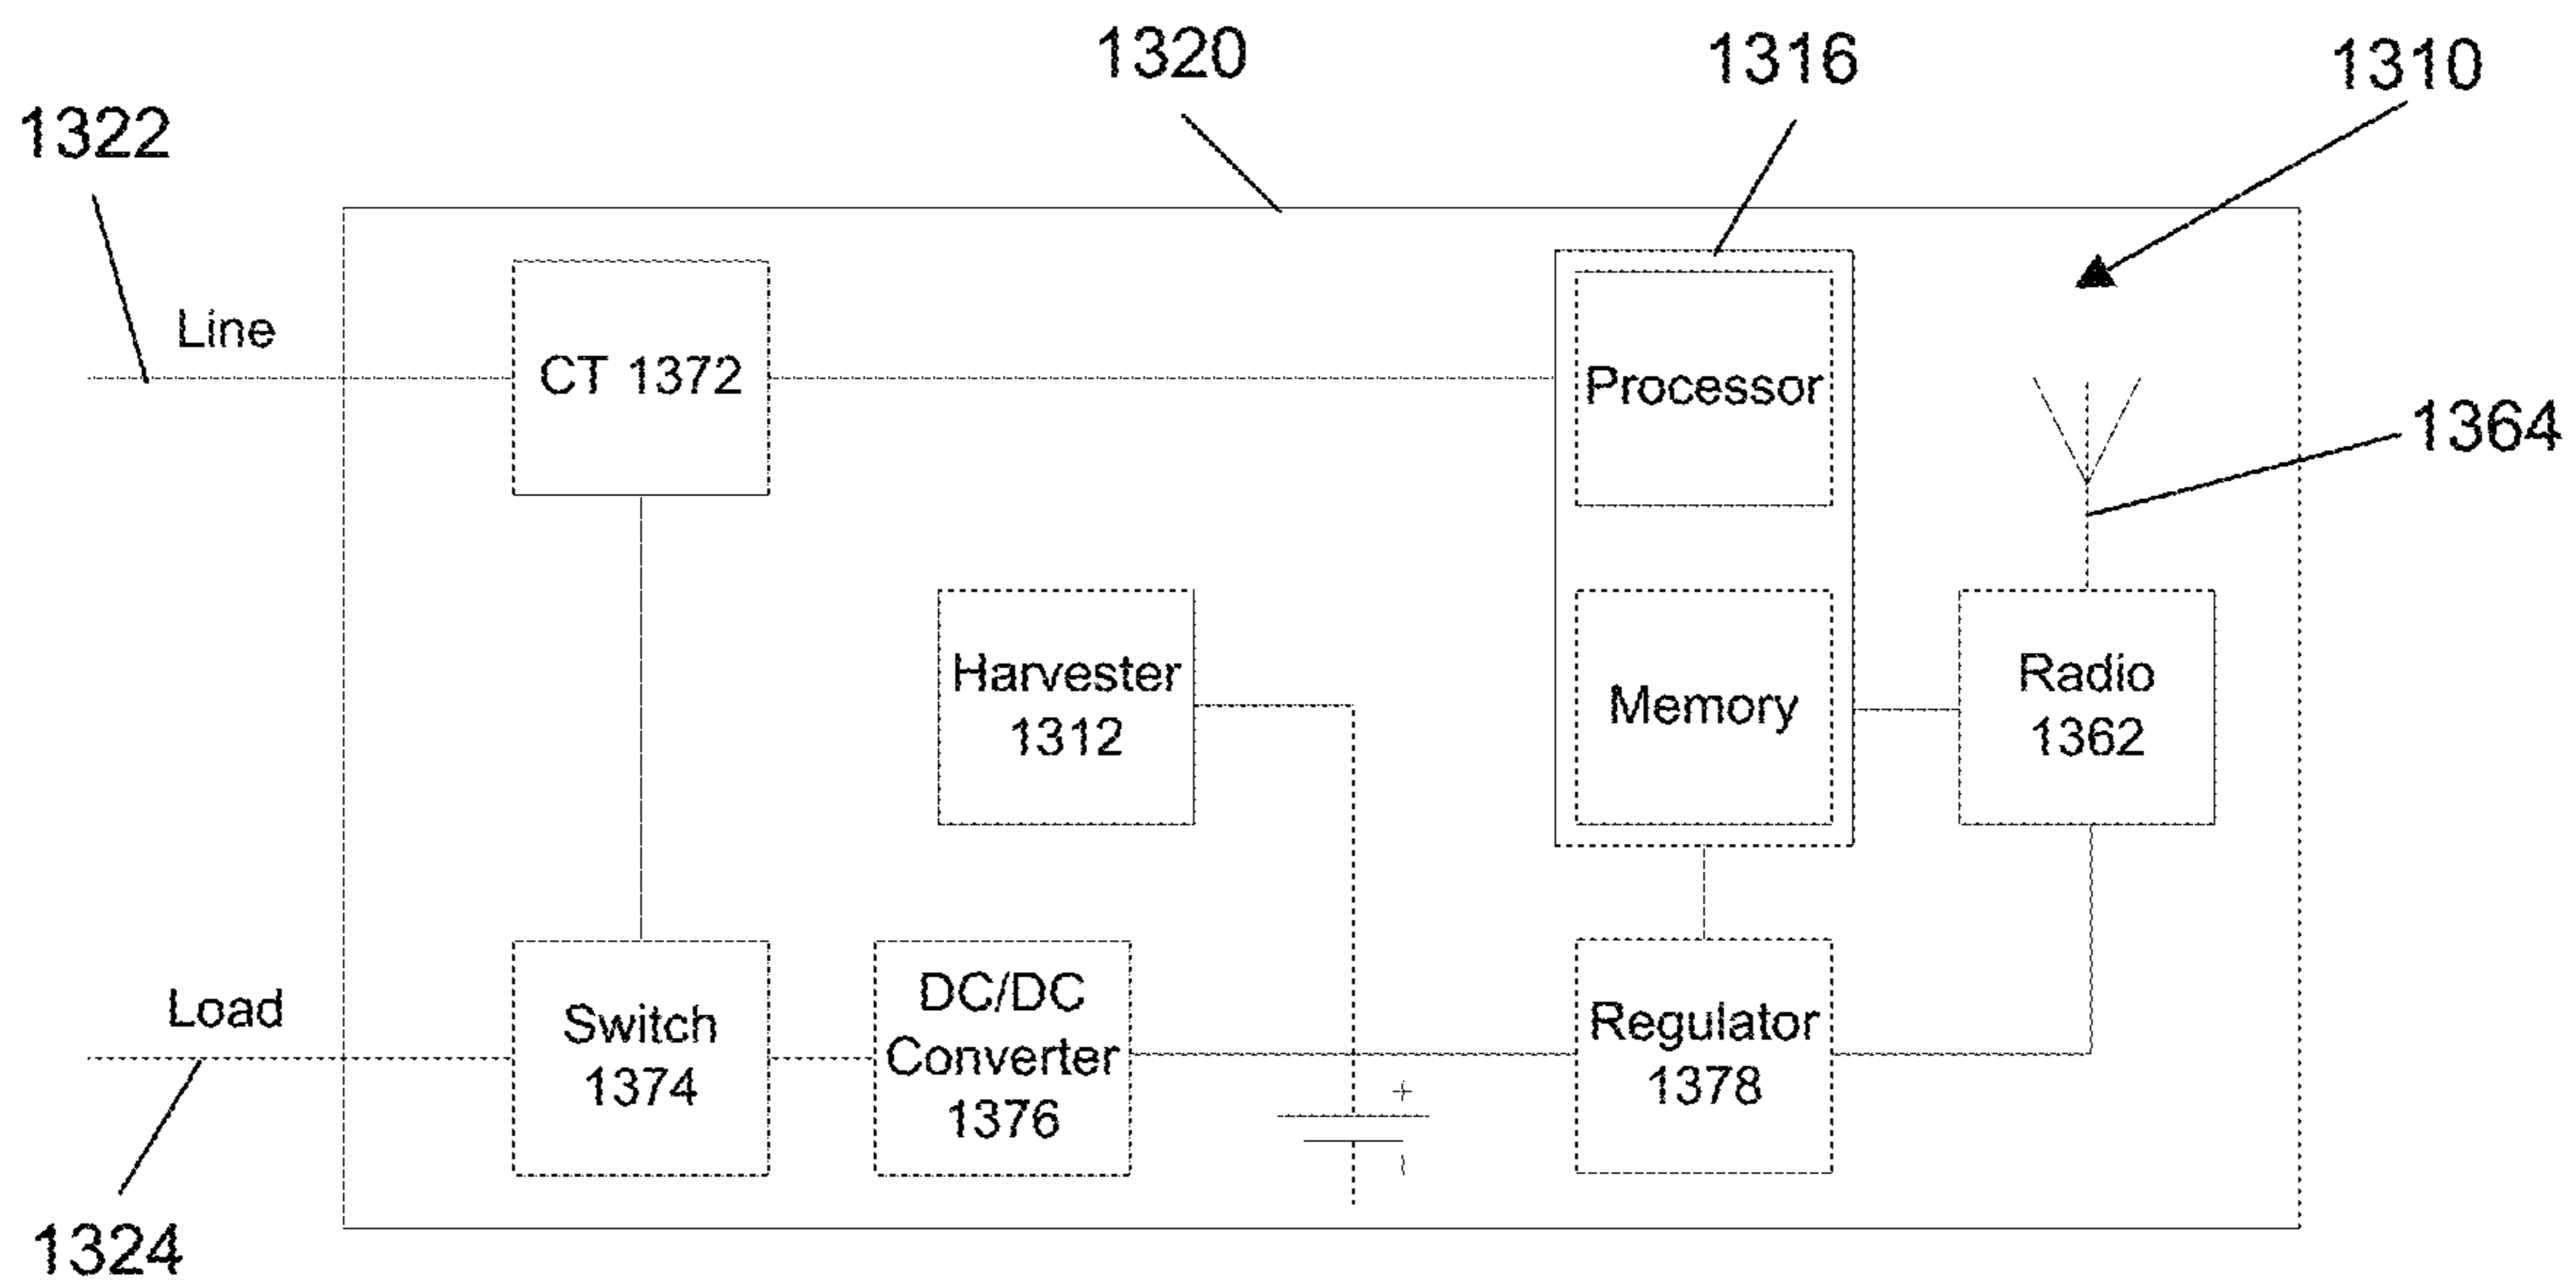 1320
1316
1310
1322
Line
CT 1372
Processor
1364
Harvester
1312
Memory
Radio
1362
Load
Switch
1374
DC/DC
Converter
1376
+
-
Regulator
1378
1324